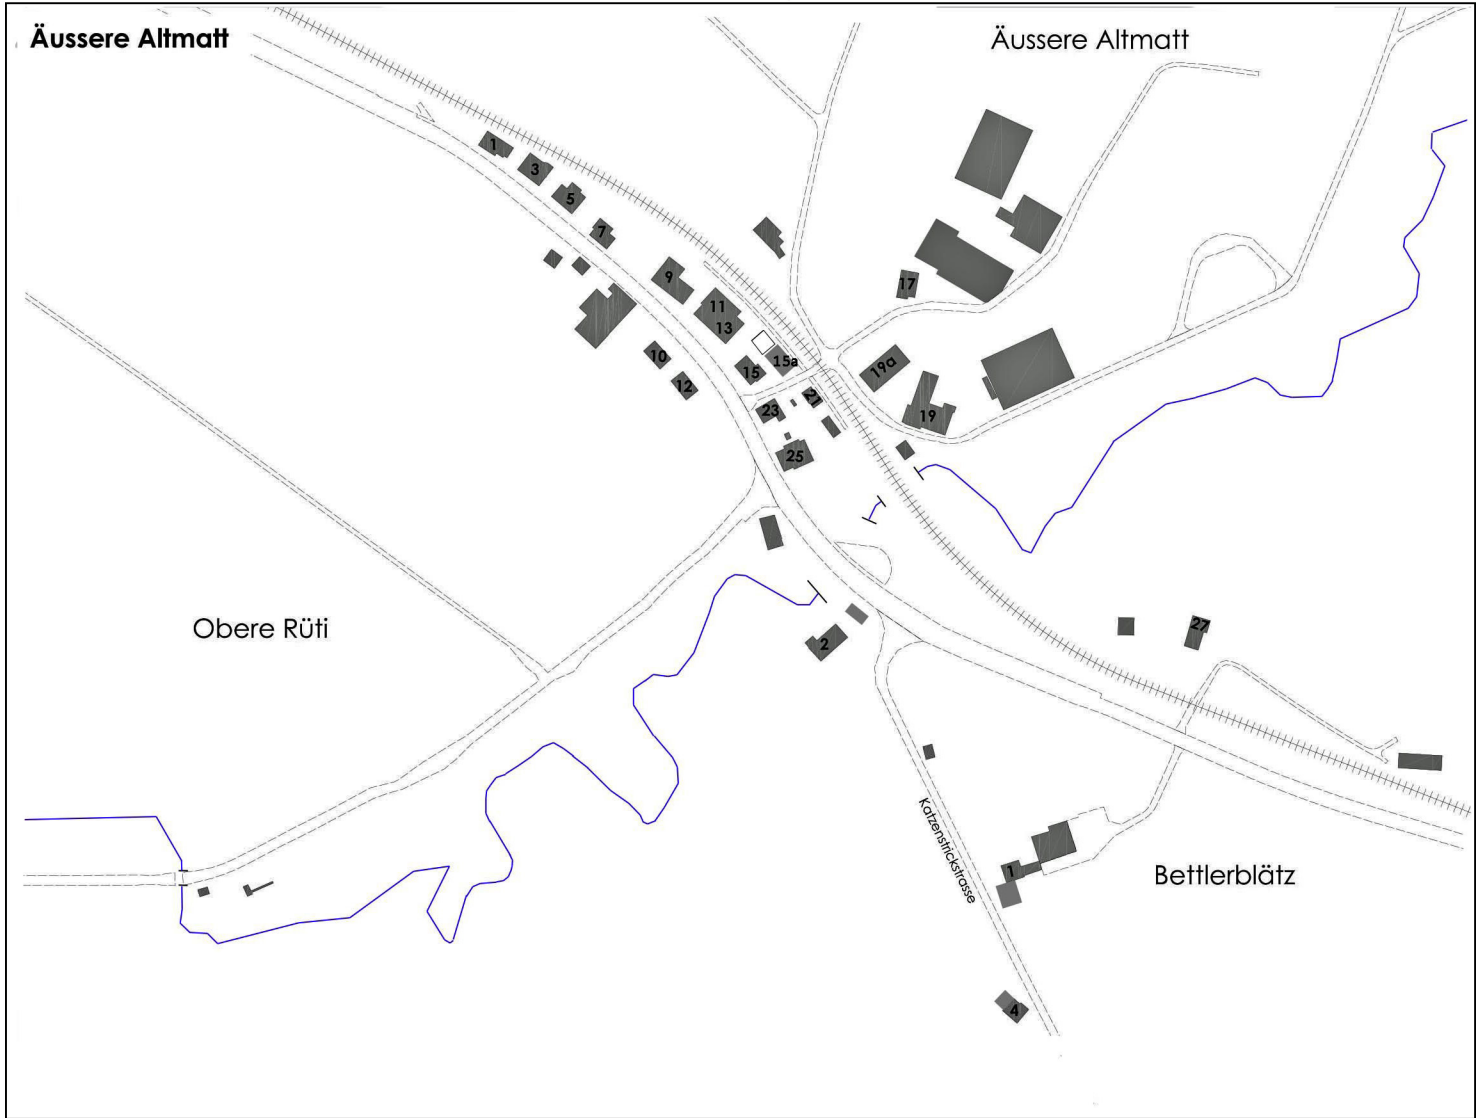 Äussere Altmatt
Äussere Altmatt
1
3
5
7
9
11
13
15
15a
10
12
17
19a
19
21
23
25
Obere Rüti
2
27
Katzenstrickstrasse
1
Bettlerblätz
4